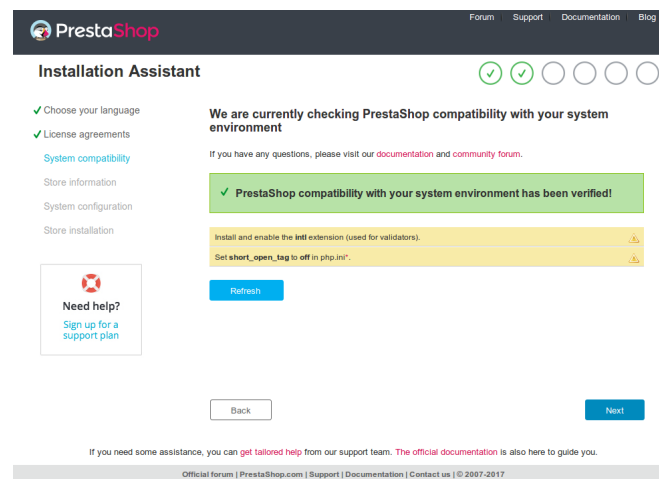 Forum Support Documentation Blog
PrestaShop
Installation Assistant
Choose your language
License agreements
System compatibility
Store information
System configuration
Store installation
Need help?
Sign up for a
support plan
We are currently checking PrestaShop compatibility with your system
environment
If you have any questions, please visit our documentation and community forum.
PrestaShop compatibility with your system environment has been verified!
Install and enable the intl extension (used for validators).
Set short_open_tag to off in php.ini*.
Refresh
Back
Next
If you need some assistance, you can get tailored help from our support team. The official documentation is also here to guide you.
Official forum | PrestaShop.com | Support | Documentation | Contact us | © 2007-2017